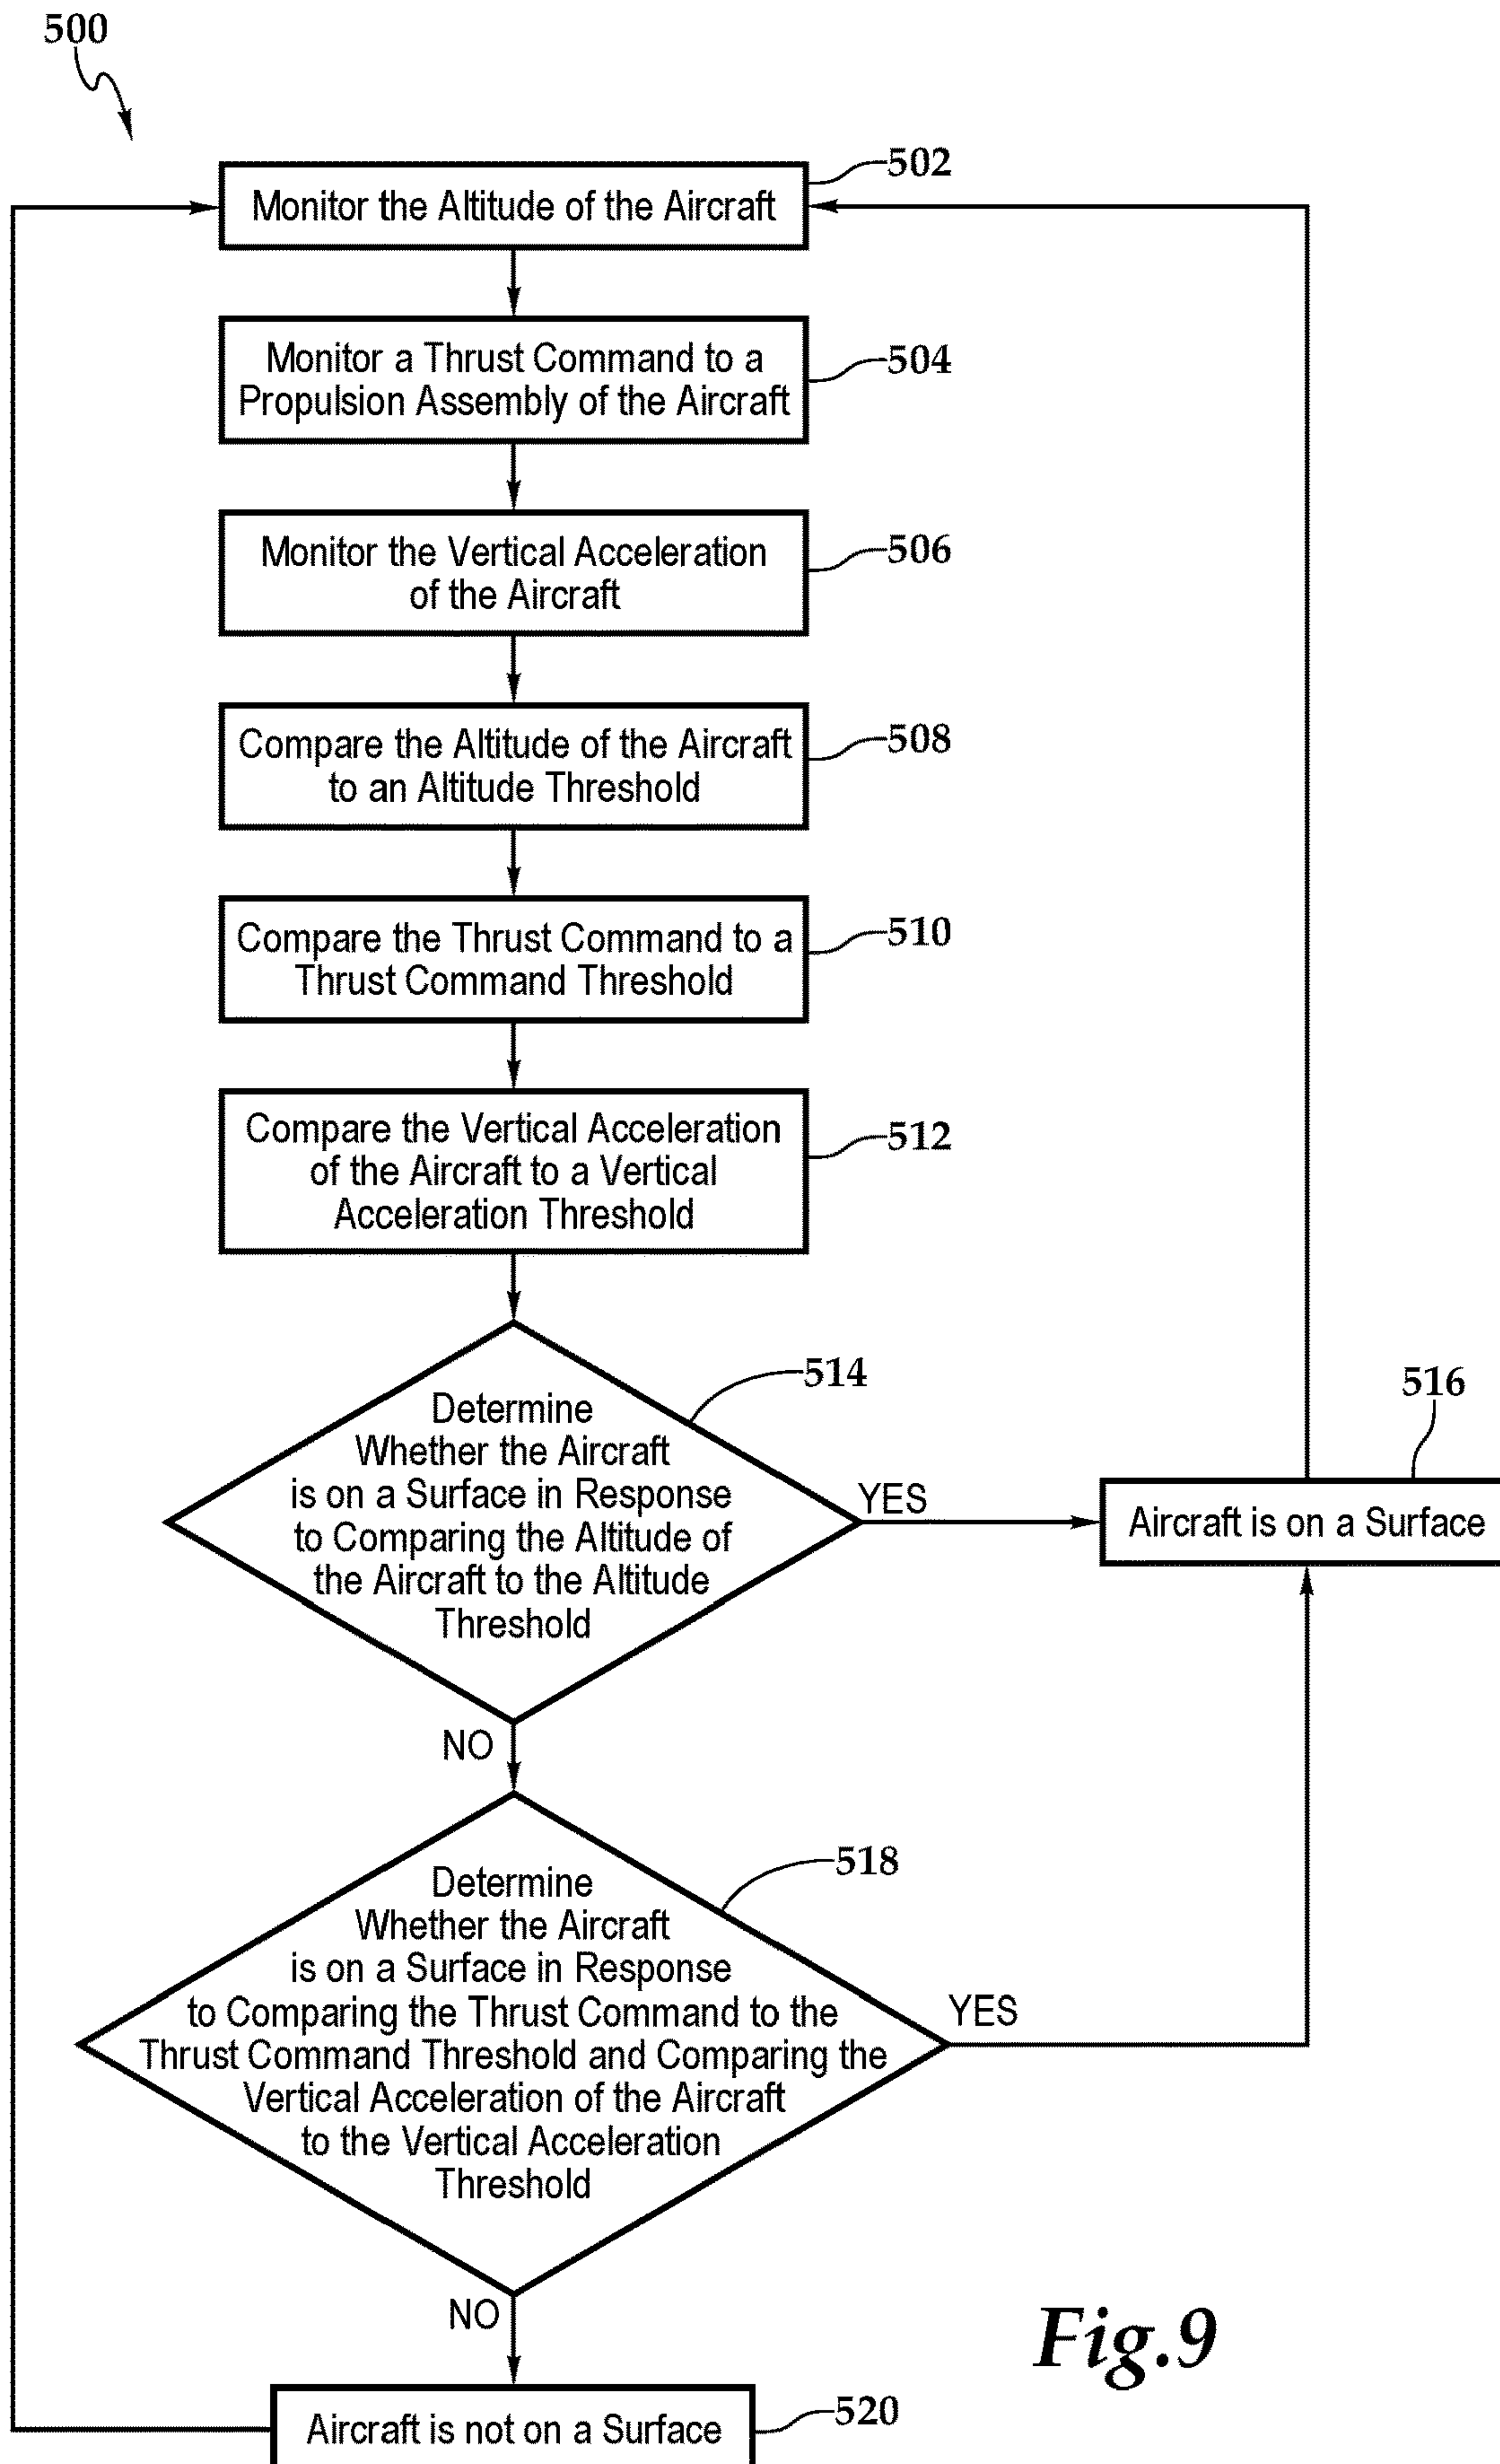 500
502
Monitor the Altitude of the Aircraft
Monitor a Thrust Command to a
Propulsion Assembly of the Aircraft
504
Monitor the Vertical Acceleration
of the Aircraft
506
Compare the Altitude of the Aircraft
to an Altitude Threshold
508
Compare the Thrust Command to a
Thrust Command Threshold
510
Compare the Vertical Acceleration
of the Aircraft to a Vertical
Acceleration Threshold
512
514
Determine
Whether the Aircraft
is on a Surface in Response
to Comparing the Altitude of
the Aircraft to the Altitude
Threshold
YES
516
Aircraft is on a Surface
NO
518
Determine
Whether the Aircraft
is on a Surface in Response
to Comparing the Thrust Command to the
Thrust Command Threshold and Comparing the
Vertical Acceleration of the Aircraft
to the Vertical Acceleration
Threshold
YES
NO
Aircraft is not on a Surface
520
Fig.9